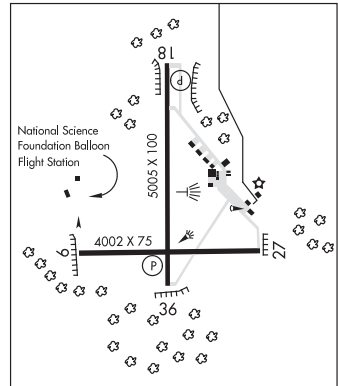 18
P
National Science
Foundation Balloon
Flight Station
5005 X 100
4002 X 75
9
27
P
36